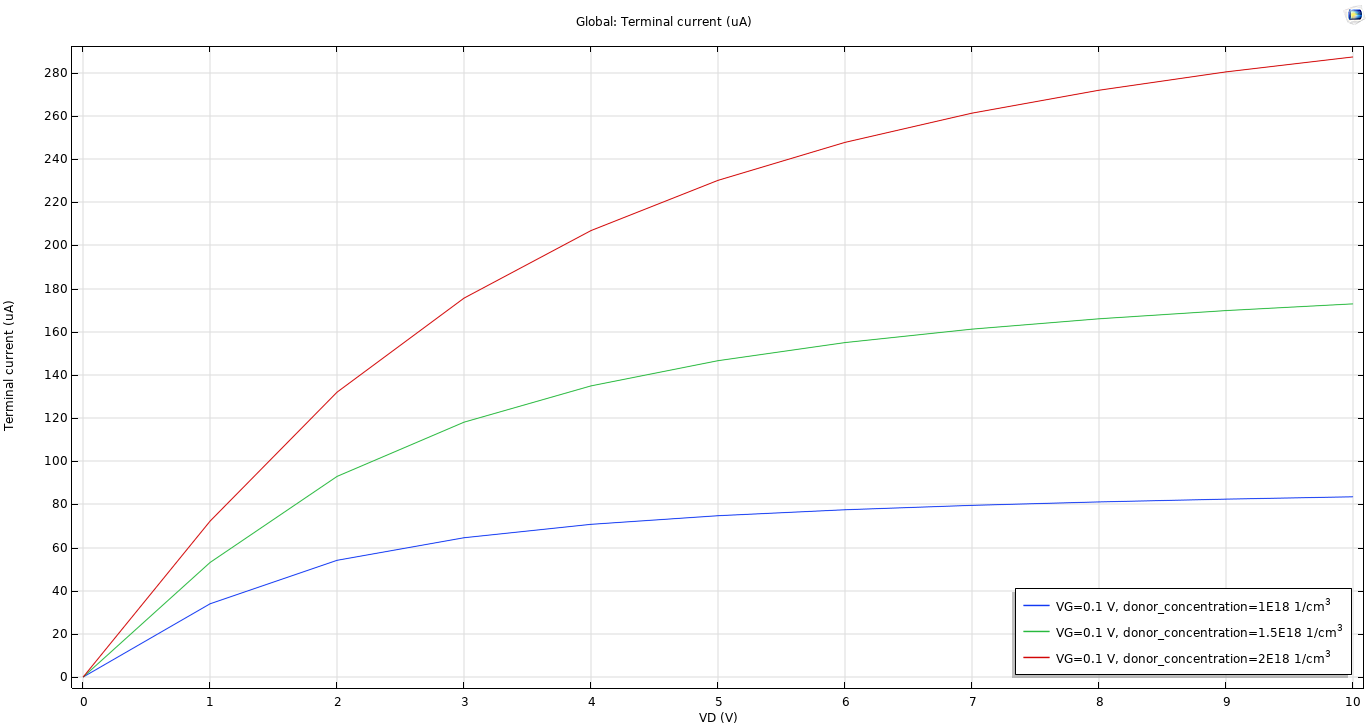 Global: Terminal current (uA)
Terminal current (uA)
280
260
240
220
200
180
160
140
120
100
80
60
40
20
0
0 1 2 3 4 5 6 7 8 9 10
VD (V)
VG=0.1 V, donor_concentration=1E18 1/cm³
VG=0.1 V, donor_concentration=1.5E18 1/cm³
VG=0.1 V, donor_concentration=2E18 1/cm³